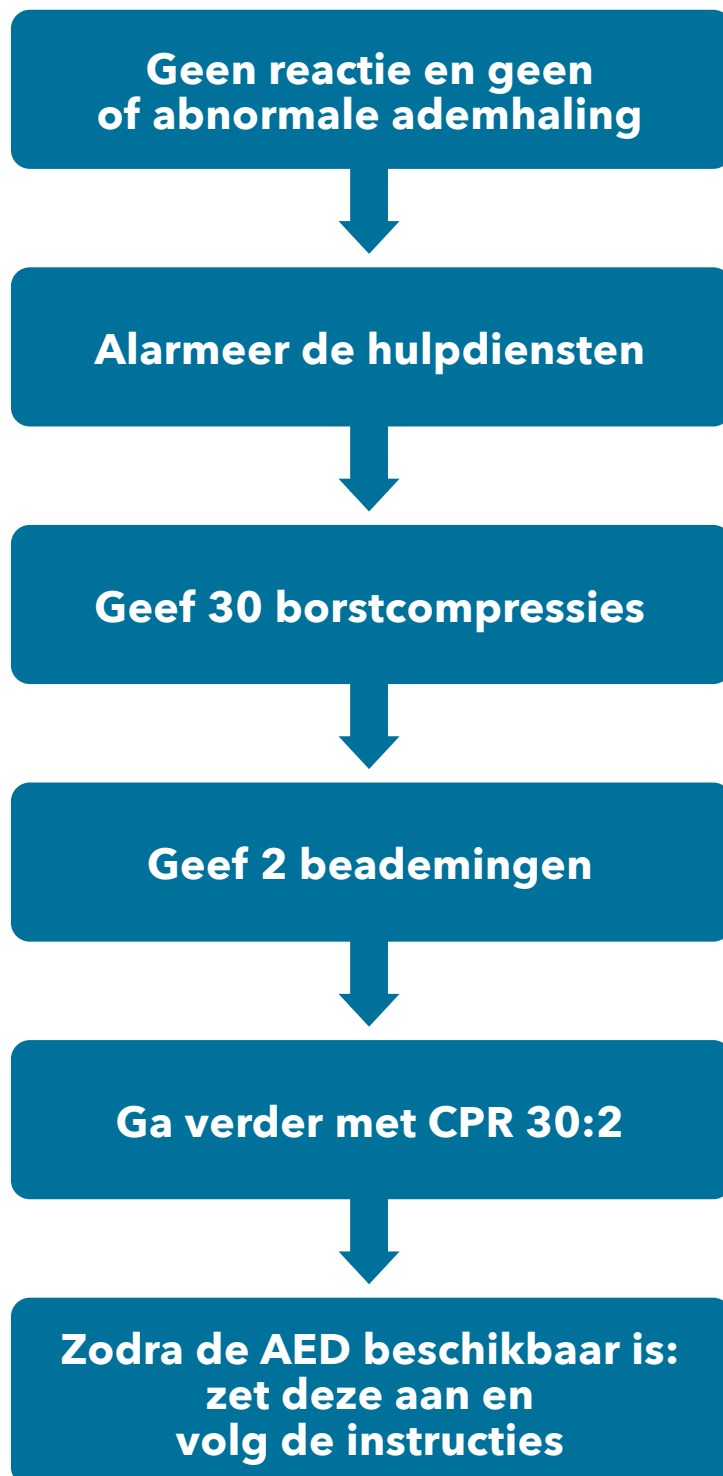 Geen reactie en geen
of abnormale ademhaling
Alarmeer de hulpdiensten
Geef 30 borstcompressies
Geef 2 beademingen
Ga verder met CPR 30:2
Zodra de AED beschikbaar is:
zet deze aan en
volg de instructies